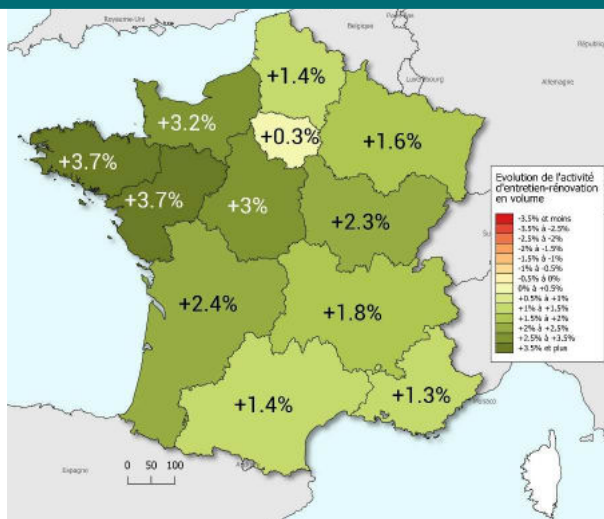 Royaume-Uni
Belgique
Luxembourg
Allemagne
+1.4%
+3.2%
+0.3%
+1.6%
+3.7%
+3.7%
+3%
+2.3%
+2.4%
+1.8%
+1.4%
+1.3%
Monaco
Espagne
0 50 100
Evolution de l'activité
d'entretien-rénovation
en volume
-3.5% et moins
-3.5% à -2.5%
-2.5% à -2%
-2% à -1.5%
-1.5% à -1%
-1% à -0.5%
-0.5% à 0%
0% à +0.5%
+0.5% à +1%
+1% à +1.5%
+1.5% à +2%
+2% à +2.5%
+2.5% à +3.5%
+3.5% et plus